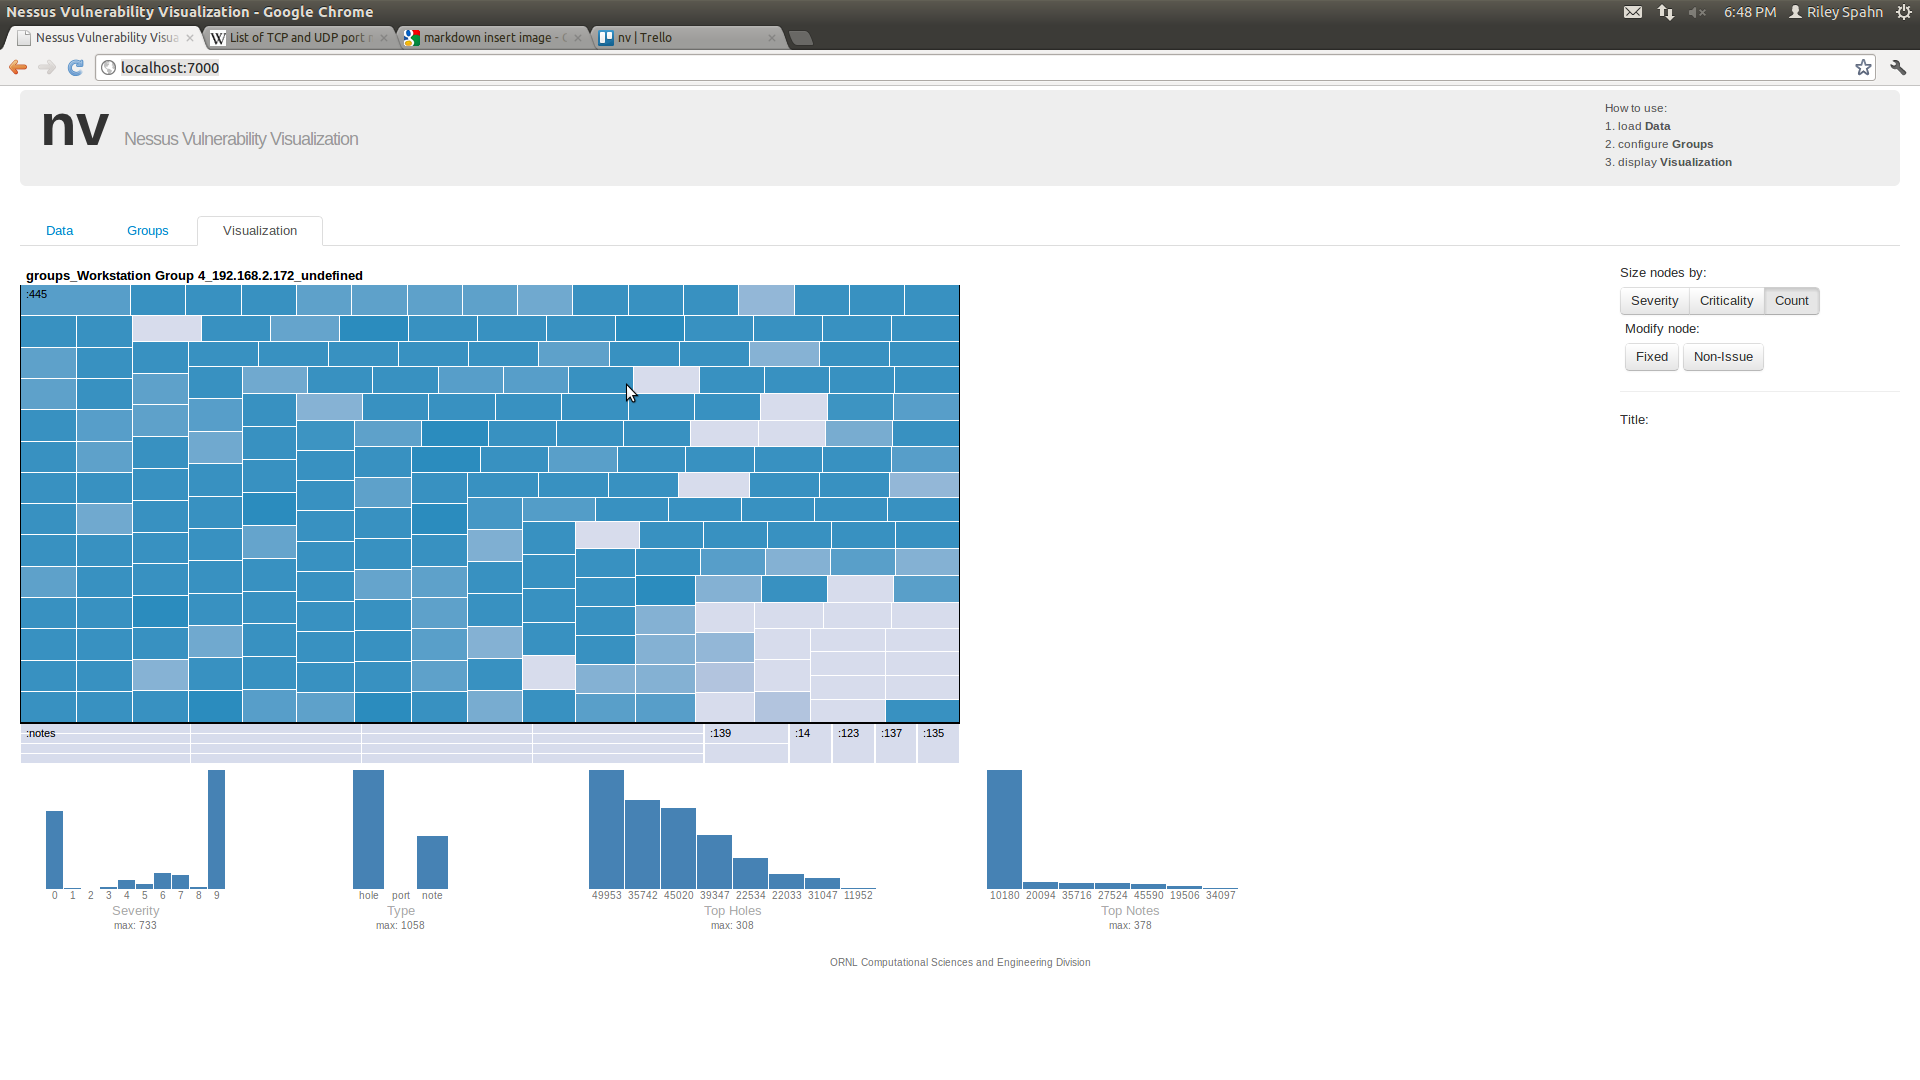 Nessus Vulnerability Visualization - Google Chrome
6:48 PM Riley Spahn
Nessus Vulnerability Visua
List of TCP and UDP port n
markdown insert image - G
nv | Trello
localhost:7000
nv Nessus Vulnerability Visualization
How to use:
1. load Data
2. configure Groups
3. display Visualization
Data Groups Visualization
groups_Workstation Group 4_192.168.2.172_undefined
Size nodes by:
Severity Criticality Count
Modify node:
Fixed Non-Issue
Title:
:445
:notes :139 :14 :123 :137 :135
0 1 2 3 4 5 6 7 8 9
Severity
max: 733
hole port note
Type
max: 1058
49953 35742 45020 39347 22534 22033 31047 11952
Top Holes
max: 308
10180 20094 35716 27524 45590 19506 34097
Top Notes
max: 378
ORNL Computational Sciences and Engineering Division